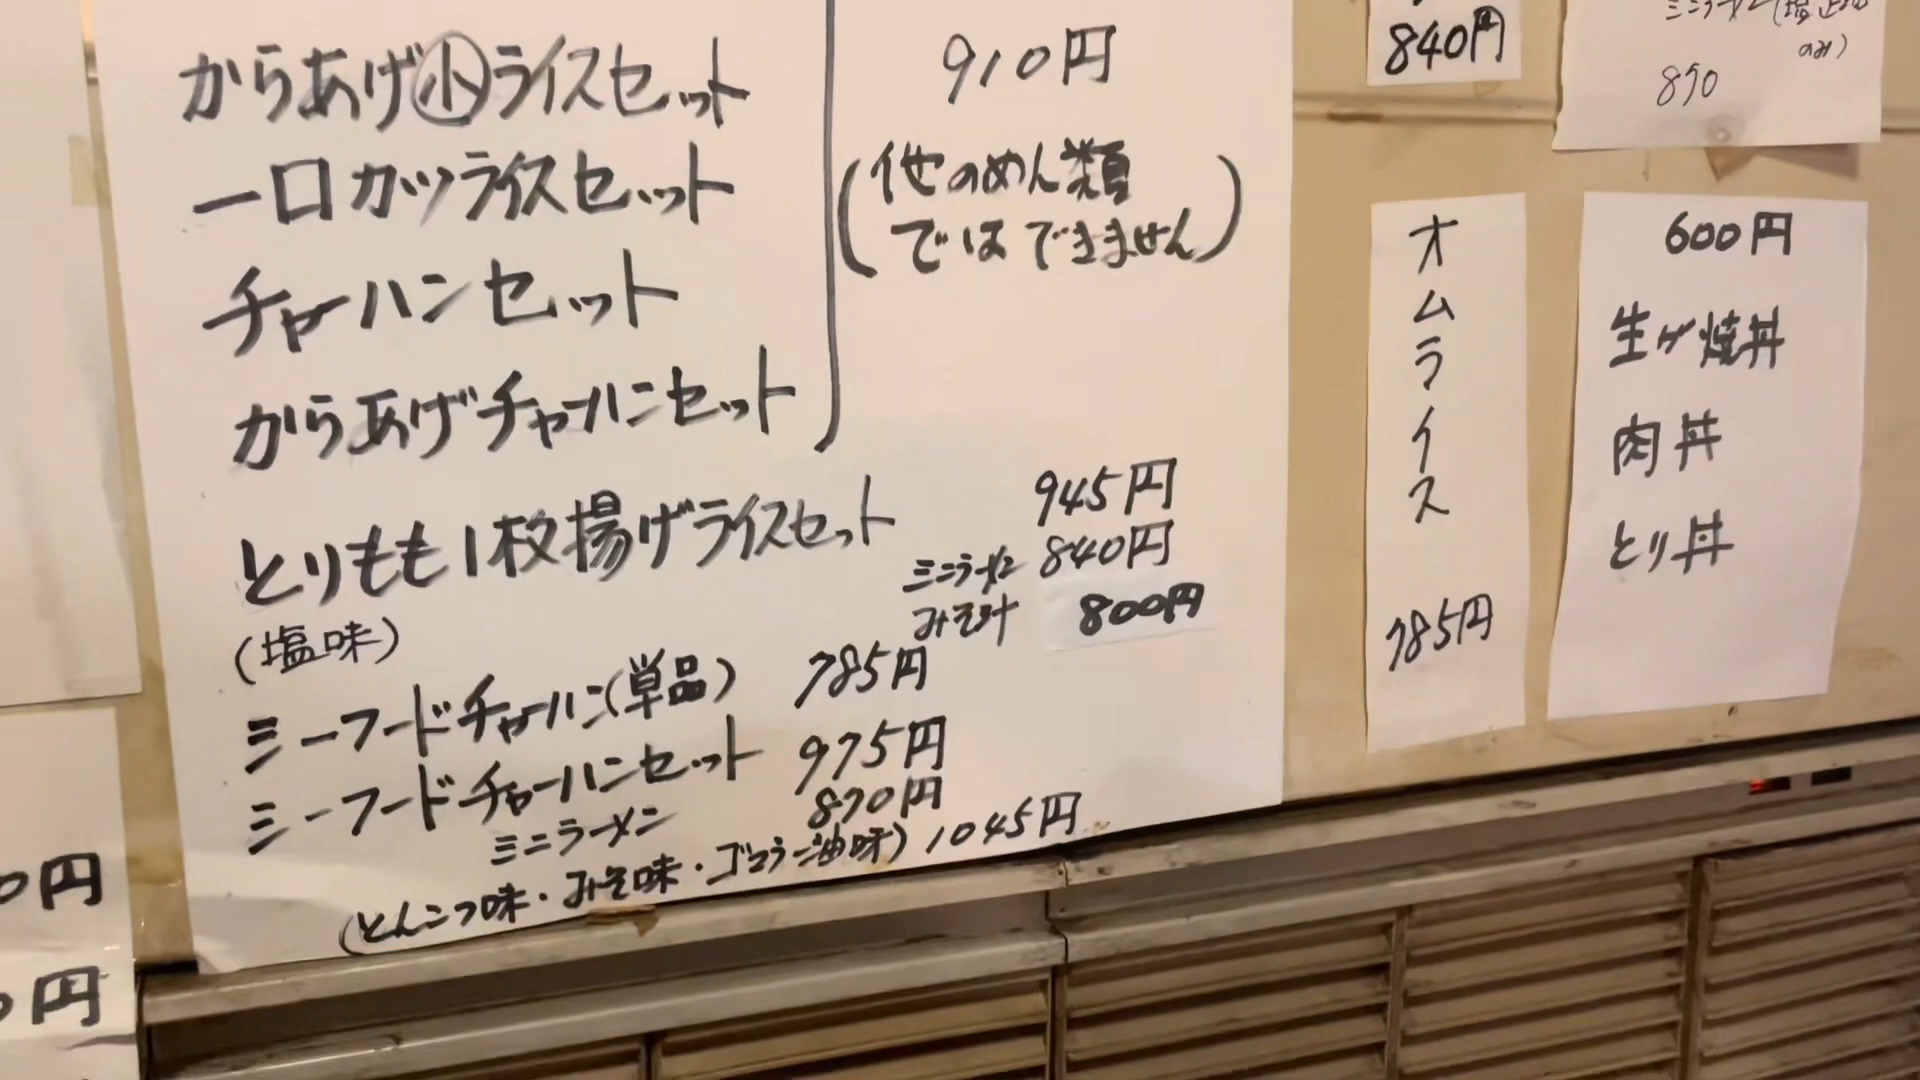 からあげ小ライスセット
一口カツライスセット
チャーハンセット
からあげチャーハンセット
910円
(他のめん類
ではできません)
とりもも1枚揚げライスセット
(塩味)
945円
ミニラーメン 840円
みそ汁 800円
シーフードチャーハン(単品) 785円
シーフードチャーハンセット 975円
ミニラーメン 870円
(とんこつ味・みそ味・ゴマラー油味) 1045円
840円
のみ)
オムライス
785円
600円
生げ焼丼
肉丼
とり丼
0円
0円